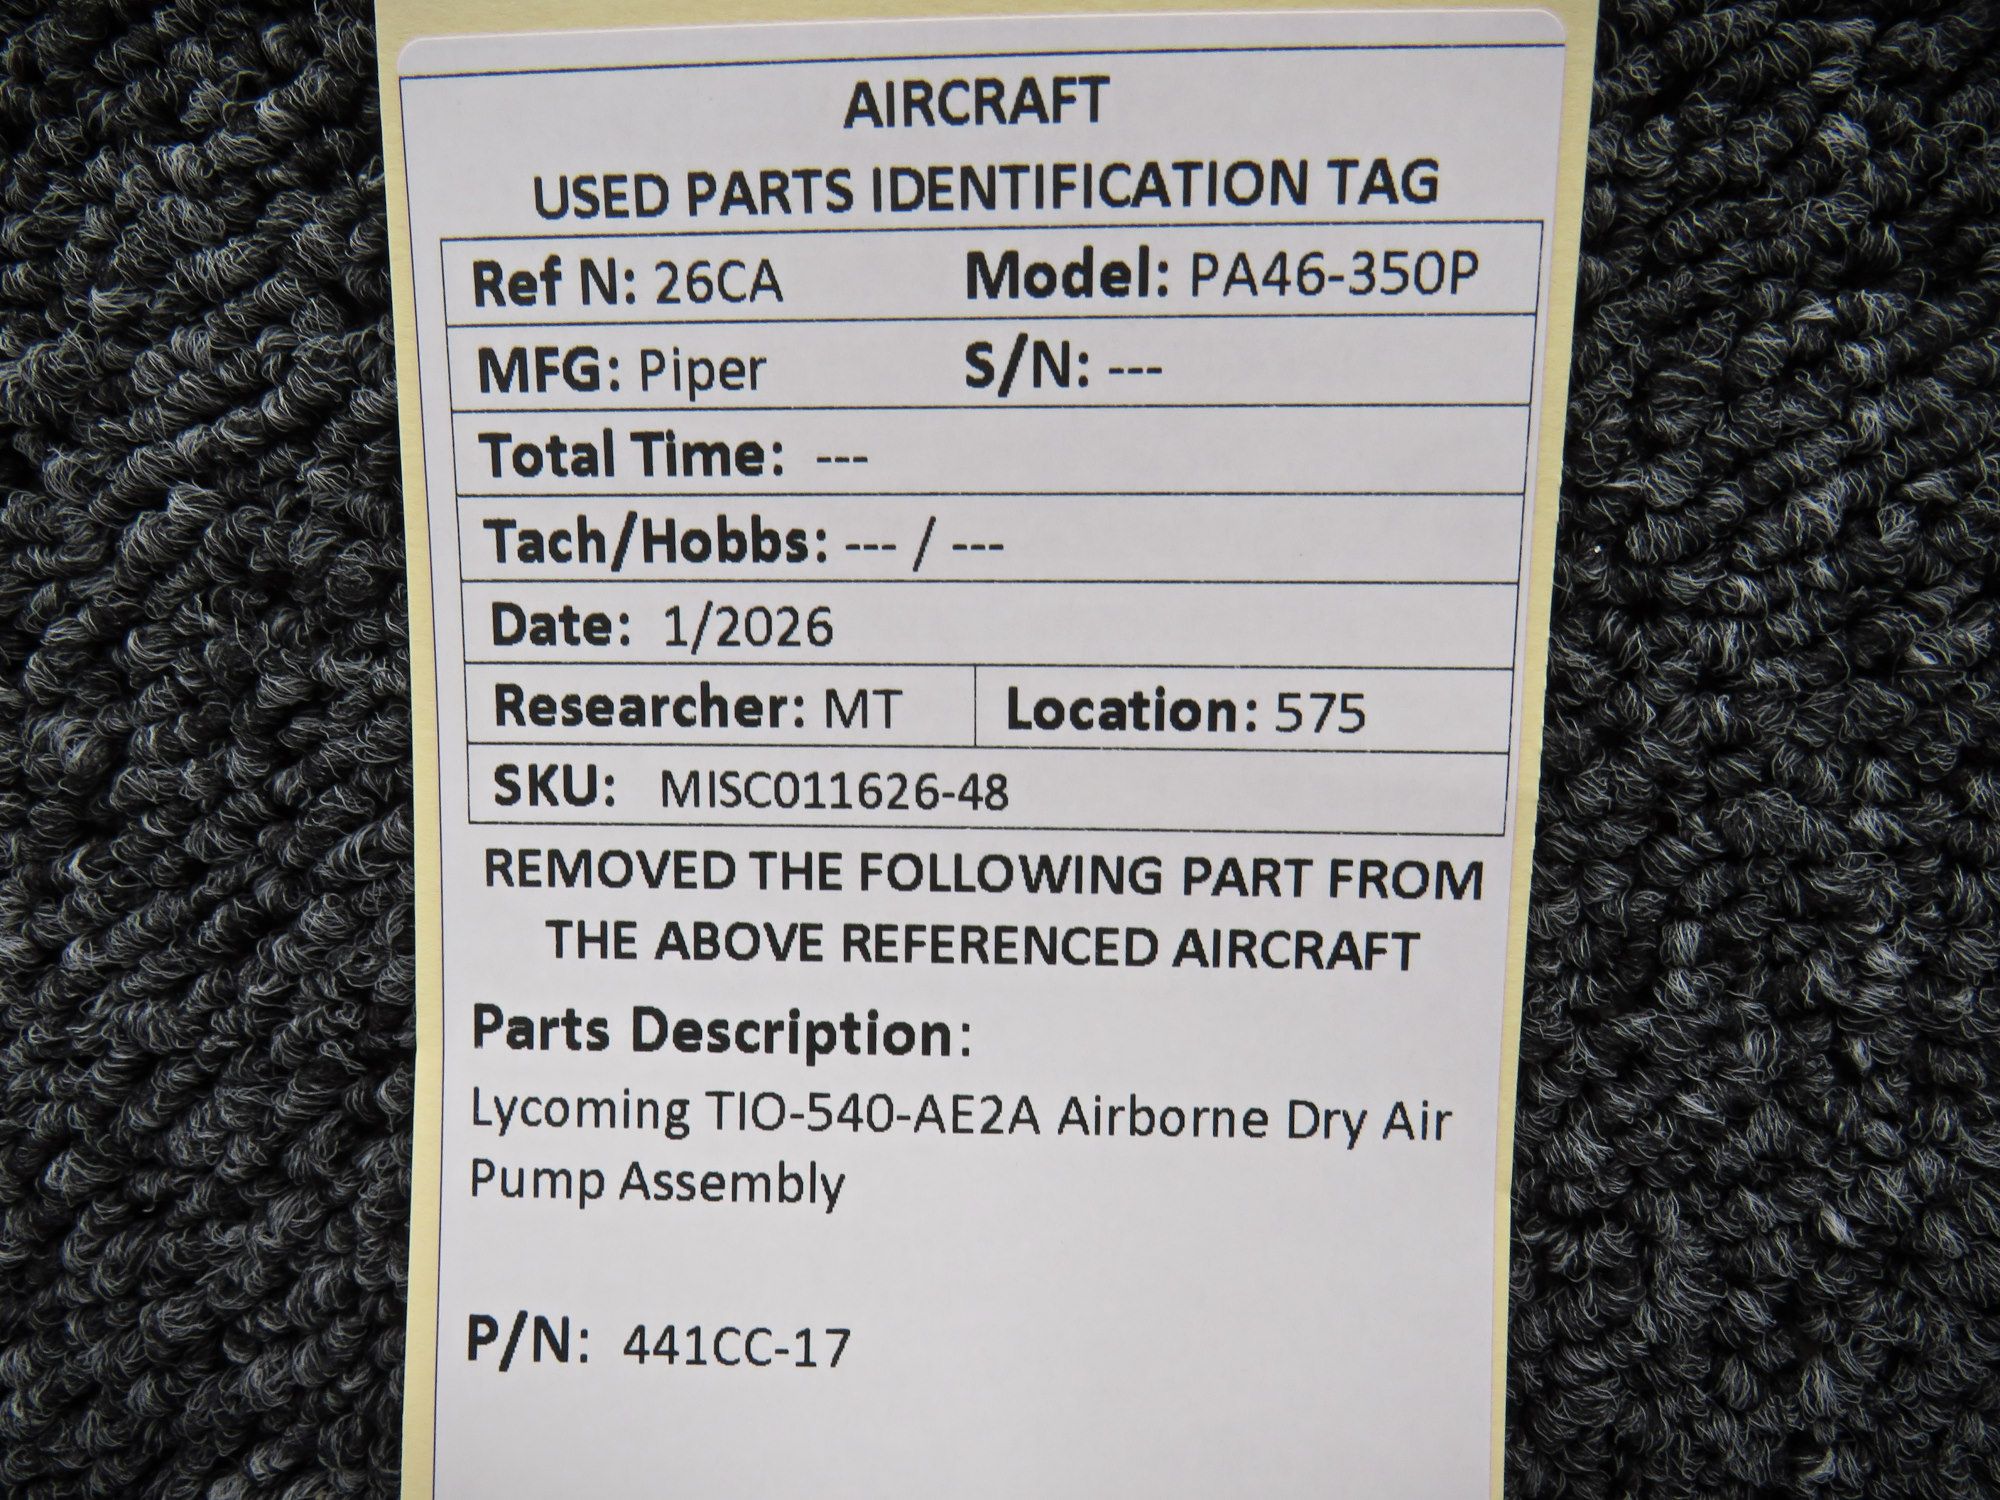 AIRCRAFT
USED PARTS IDENTIFICATION TAG
Ref N: 26CA Model: PA46-350P
MFG: Piper S/N: ---
Total Time: ---
Tach/Hobbs: --- / ---
Date: 1/2026
Researcher: MT Location: 575
SKU: MISC011626-48
REMOVED THE FOLLOWING PART FROM
THE ABOVE REFERENCED AIRCRAFT
Parts Description:
Lycoming TIO-540-AE2A Airborne Dry Air
Pump Assembly
P/N: 441CC-17